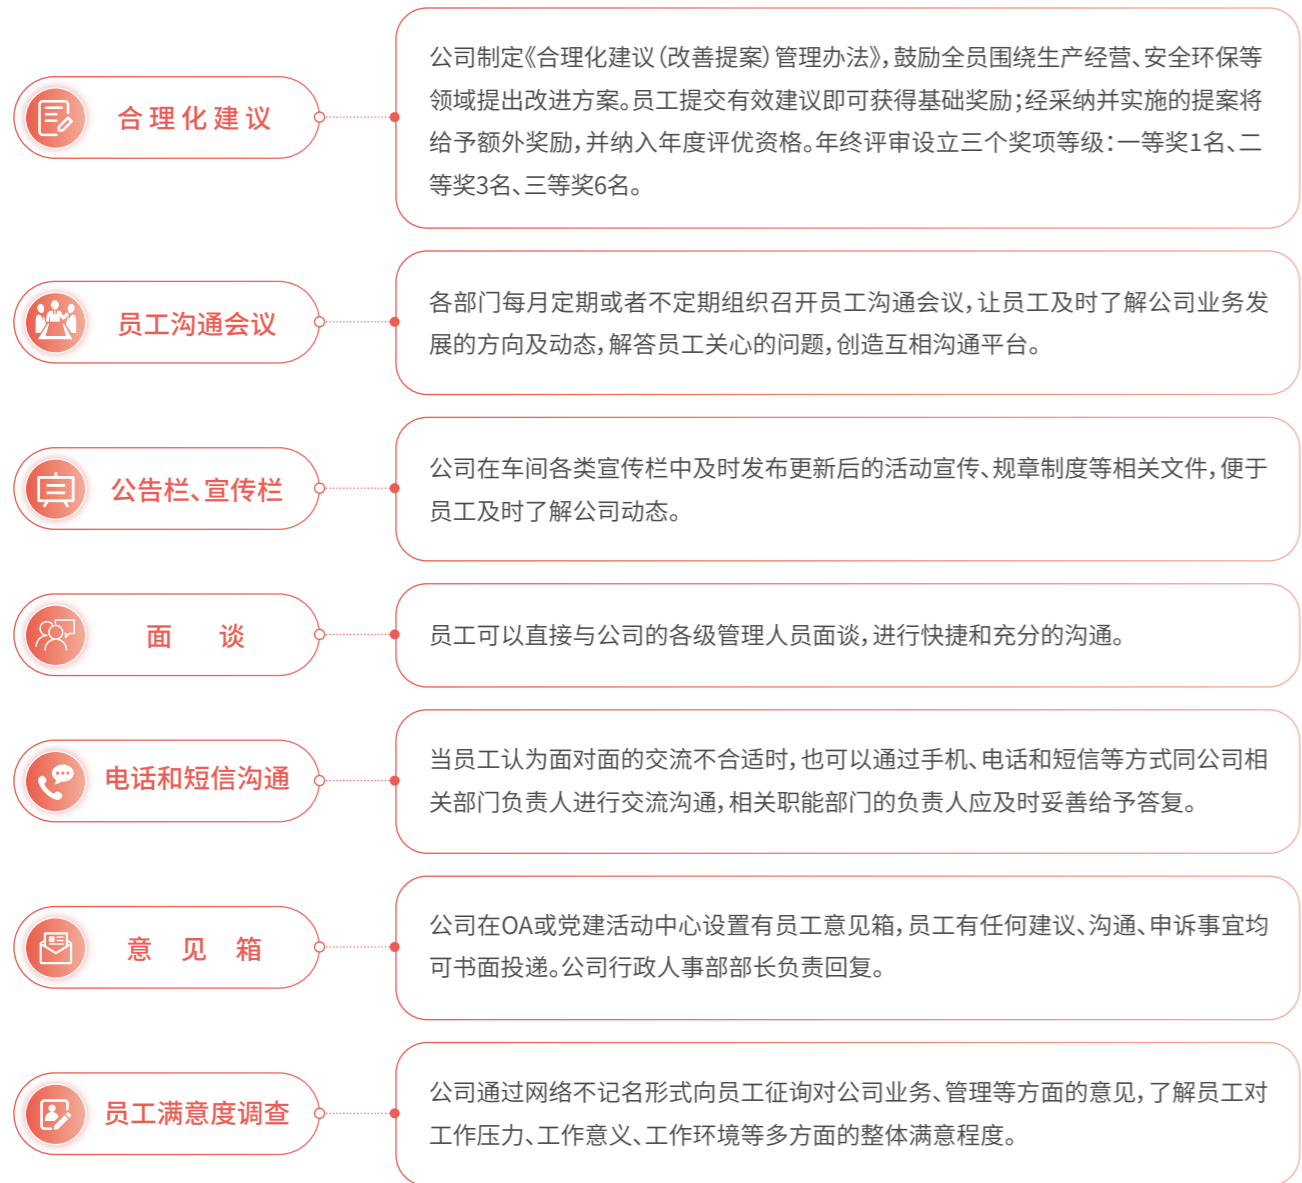 合理化建议
公司制定《合理化建议（改善提案）管理办法》，鼓励全员围绕生产经营、安全环保等
领域提出改进方案。员工提交有效建议即可获得基础奖励；经采纳并实施的提案将
给予额外奖励，并纳入年度评优资格。年终评审设立三个奖项等级：一等奖1名、二
等奖3名、三等奖6名。
员工沟通会议
各部门每月定期或者不定期组织召开员工沟通会议，让员工及时了解公司业务发
展的方向及动态，解答员工关心的问题，创造互相沟通平台。
公告栏、宣传栏
公司在车间各类宣传栏中及时发布更新后的活动宣传、规章制度等相关文件，便于
员工及时了解公司动态。
面谈
员工可以直接与公司的各级管理人员面谈，进行快捷和充分的沟通。
电话和短信沟通
当员工认为面对面的交流不合适时，也可以通过手机、电话和短信等方式同公司相
关部门负责人进行交流沟通，相关职能部门的负责人应及时妥善给予答复。
意见箱
公司在OA或党建活动中心设置有员工意见箱，员工有任何建议、沟通、申诉事宜均
可书面投递。公司行政人事部部长负责回复。
员工满意度调查
公司通过网络不记名形式向员工征询对公司业务、管理等方面的意见，了解员工对
工作压力、工作意义、工作环境等多方面的整体满意程度。